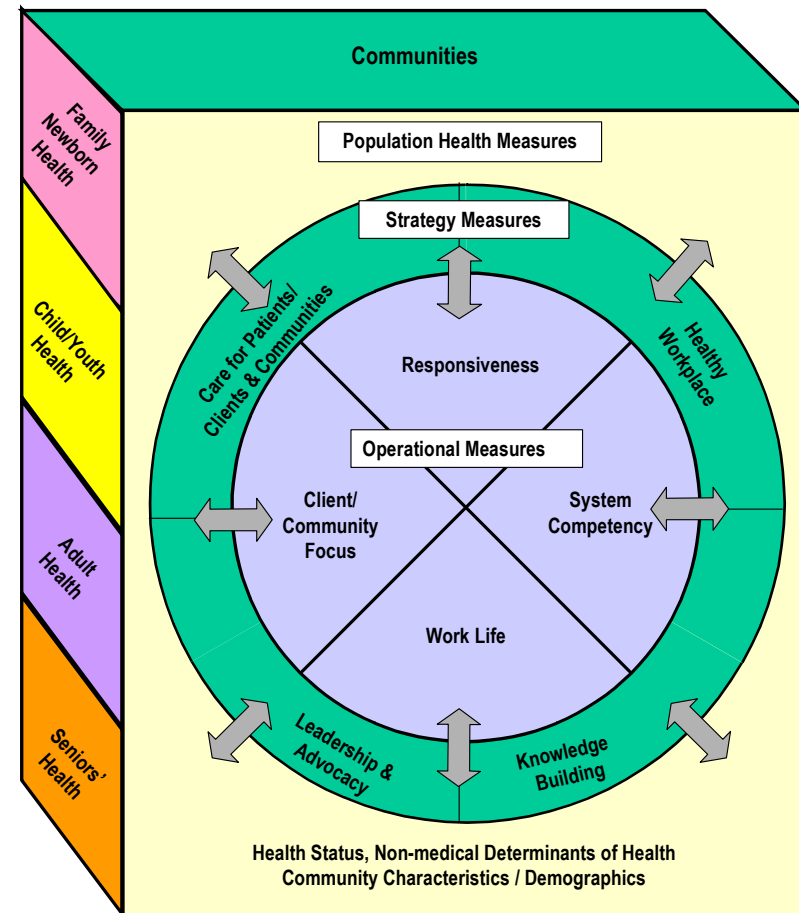 Communities
Family
Newborn
Health
Child/Youth
Health
Adult
Health
Seniors'
Health
Population Health Measures
Strategy Measures
Care for Patients/
Clients & Communities
Healthy
Workplace
Responsiveness
Operational Measures
Client/
Community
Focus
System
Competency
Work Life
Leadership &
Advocacy
Knowledge
Building
Health Status, Non-medical Determinants of Health
Community Characteristics / Demographics